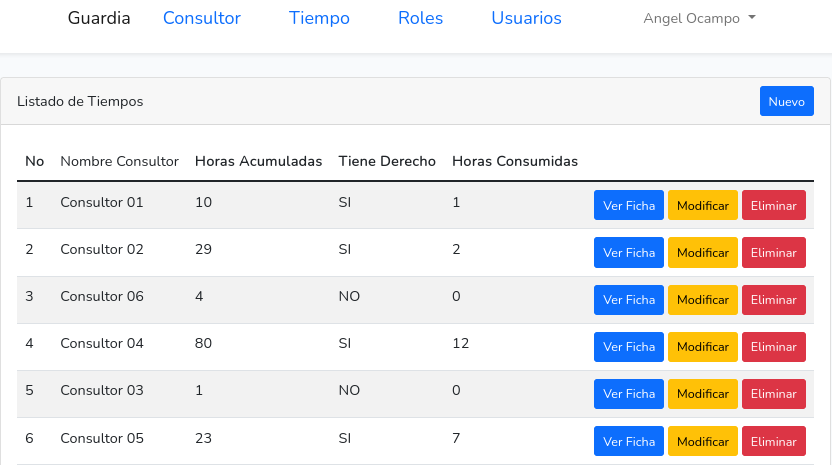 Guardia Consultor Tiempo Roles Usuarios Angel Ocampo
Listado de Tiempos Nuevo
No Nombre Consultor Horas Acumuladas Tiene Derecho Horas Consumidas
1 Consultor 01 10 SI 1 Ver Ficha Modificar Eliminar
2 Consultor 02 29 SI 2 Ver Ficha Modificar Eliminar
3 Consultor 06 4 NO 0 Ver Ficha Modificar Eliminar
4 Consultor 04 80 SI 12 Ver Ficha Modificar Eliminar
5 Consultor 03 1 NO 0 Ver Ficha Modificar Eliminar
6 Consultor 05 23 SI 7 Ver Ficha Modificar Eliminar